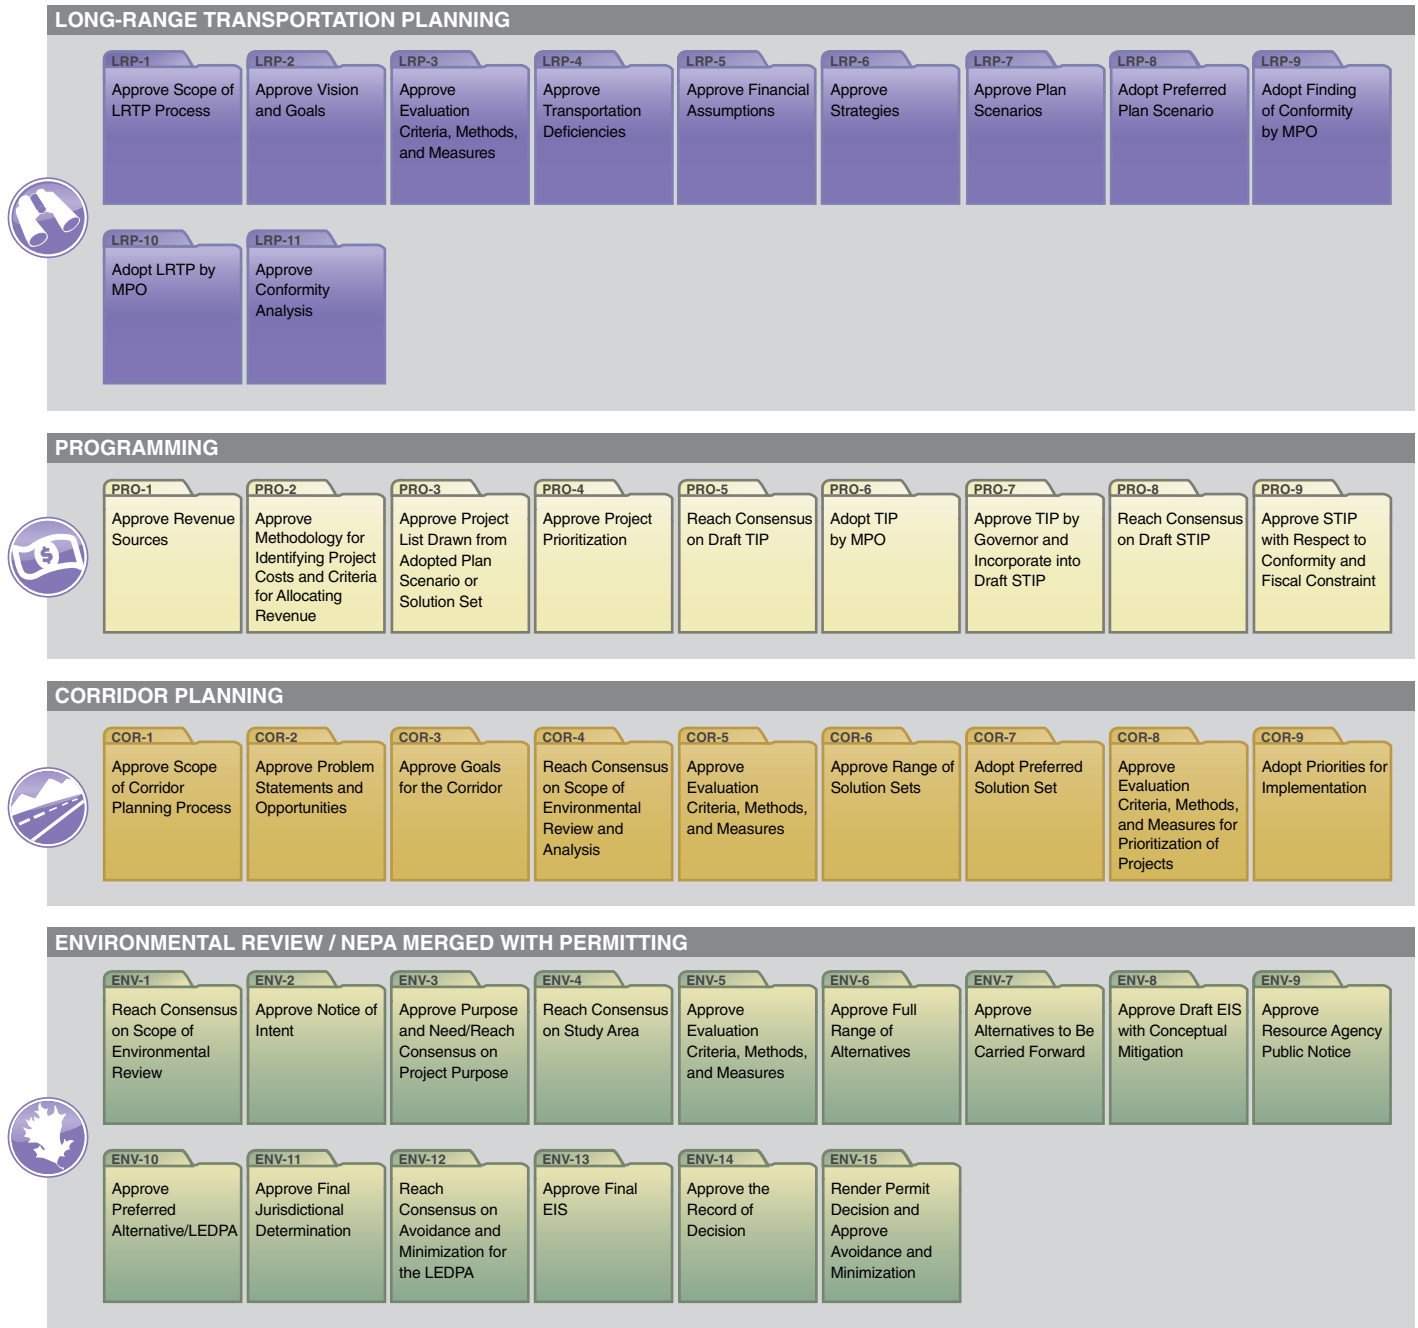 LONG-RANGE TRANSPORTATION PLANNING
LRP-1
Approve Scope of
LRTP Process
LRP-2
Approve Vision
and Goals
LRP-3
Approve
Evaluation
Criteria, Methods,
and Measures
LRP-4
Approve
Transportation
Deficiencies
LRP-5
Approve Financial
Assumptions
LRP-6
Approve
Strategies
LRP-7
Approve Plan
Scenarios
LRP-8
Adopt Preferred
Plan Scenario
LRP-9
Adopt Finding
of Conformity
by MPO
LRP-10
Adopt LRTP by
MPO
LRP-11
Approve
Conformity
Analysis
PROGRAMMING
$
PRO-1
Approve Revenue
Sources
PRO-2
Approve
Methodology for
Identifying Project
Costs and Criteria
for Allocating
Revenue
PRO-3
Approve Project
List Drawn from
Adopted Plan
Scenario or
Solution Set
PRO-4
Approve Project
Prioritization
PRO-5
Reach Consensus
on Draft TIP
PRO-6
Adopt TIP
by MPO
PRO-7
Approve TIP by
Governor and
Incorporate into
Draft STIP
PRO-8
Reach Consensus
on Draft STIP
PRO-9
Approve STIP
with Respect to
Conformity and
Fiscal Constraint
CORRIDOR PLANNING
COR-1
Approve Scope
of Corridor
Planning Process
COR-2
Approve Problem
Statements and
Opportunities
COR-3
Approve Goals
for the Corridor
COR-4
Reach Consensus
on Scope of
Environmental
Review and
Analysis
COR-5
Approve
Evaluation
Criteria, Methods,
and Measures
COR-6
Approve Range of
Solution Sets
COR-7
Adopt Preferred
Solution Set
COR-8
Approve
Evaluation
Criteria, Methods,
and Measures for
Prioritization of
Projects
COR-9
Adopt Priorities for
Implementation
ENVIRONMENTAL REVIEW / NEPA MERGED WITH PERMITTING
ENV-1
Reach Consensus
on Scope of
Environmental
Review
ENV-2
Approve Notice of
Intent
ENV-3
Approve Purpose
and Need/Reach
Consensus on
Project Purpose
ENV-4
Reach Consensus
on Study Area
ENV-5
Approve
Evaluation
Criteria, Methods,
and Measures
ENV-6
Approve Full
Range of
Alternatives
ENV-7
Approve
Alternatives to Be
Carried Forward
ENV-8
Approve Draft EIS
with Conceptual
Mitigation
ENV-9
Approve
Resource Agency
Public Notice
ENV-10
Approve
Preferred
Alternative/LEDPA
ENV-11
Approve Final
Jurisdictional
Determination
ENV-12
Reach
Consensus on
Avoidance and
Minimization for
the LEDPA
ENV-13
Approve Final
EIS
ENV-14
Approve the
Record of
Decision
ENV-15
Render Permit
Decision and
Approve
Avoidance and
Minimization